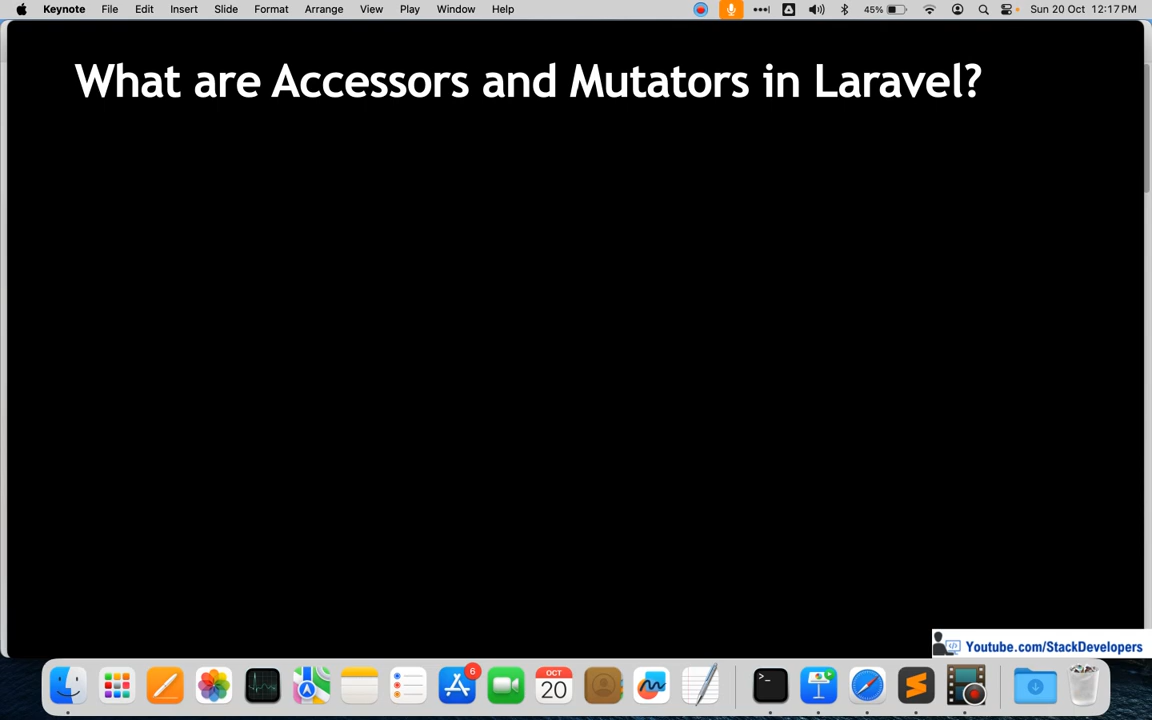 Keynote File Edit Insert Slide Format Arrange View Play Window Help 45% Sun 20 Oct 12:17 PM
What are Accessors and Mutators in Laravel?
Youtube.com/StackDevelopers
6
OCT
20
>_